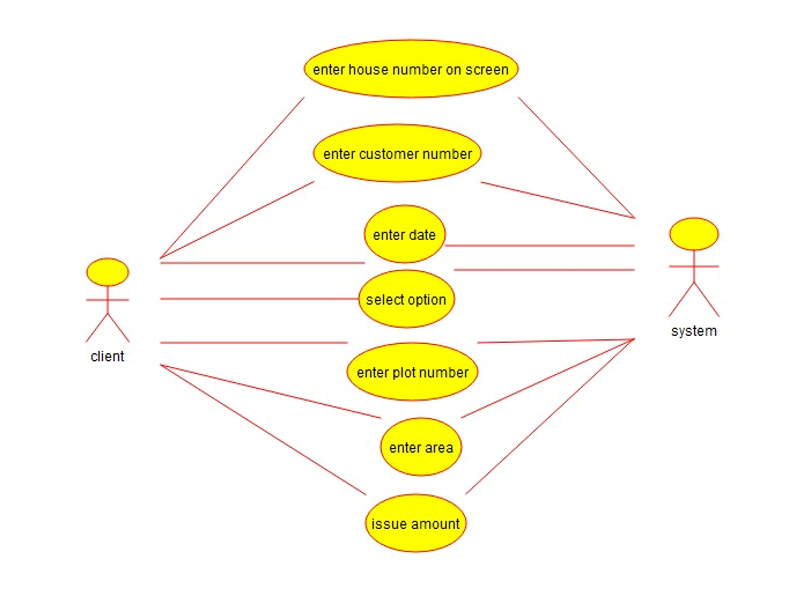 enter house number on screen
enter customer number
enter date
select option
client
system
enter plot number
enter area
issue amount